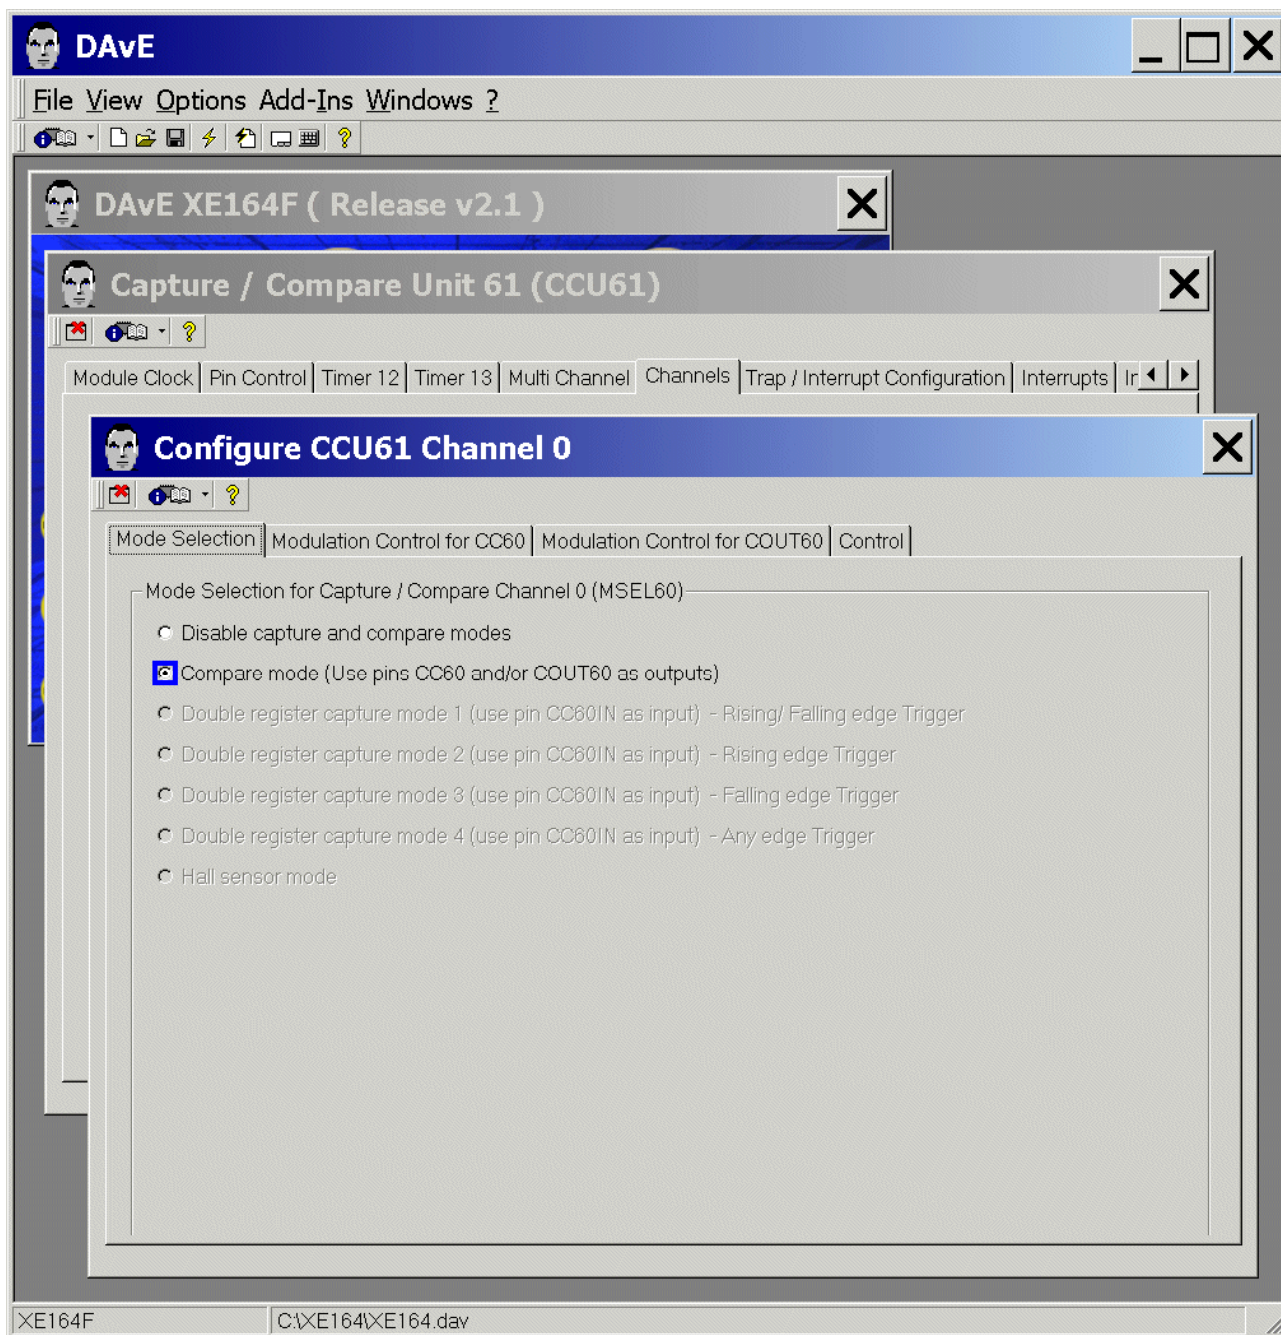 DAvE
File View Options Add-Ins Windows ?
DAvE XE164F ( Release v2.1 )
Capture / Compare Unit 61 (CCU61)
Module Clock Pin Control Timer 12 Timer 13 Multi Channel Channels Trap / Interrupt Configuration Interrupts
Configure CCU61 Channel 0
Mode Selection Modulation Control for CC60 Modulation Control for COUT60 Control
Mode Selection for Capture / Compare Channel 0 (MSEL60)
Disable capture and compare modes
Compare mode (Use pins CC60 and/or COUT60 as outputs)
Double register capture mode 1 (use pin CC60IN as input) - Rising/ Falling edge Trigger
Double register capture mode 2 (use pin CC60IN as input) - Rising edge Trigger
Double register capture mode 3 (use pin CC60IN as input) - Falling edge Trigger
Double register capture mode 4 (use pin CC60IN as input) - Any edge Trigger
Hall sensor mode
XE164F C:\XE164\XE164.dav